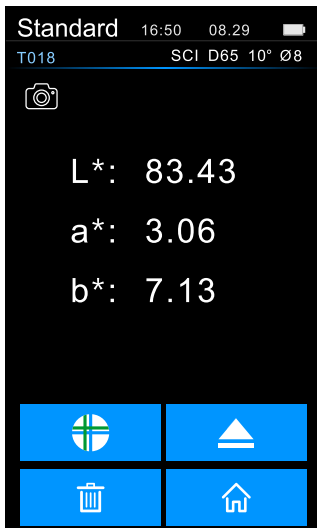 Standard 16:50 08.29
T018 SCI D65 10° Ø8
L*: 83.43
a*: 3.06
b*: 7.13